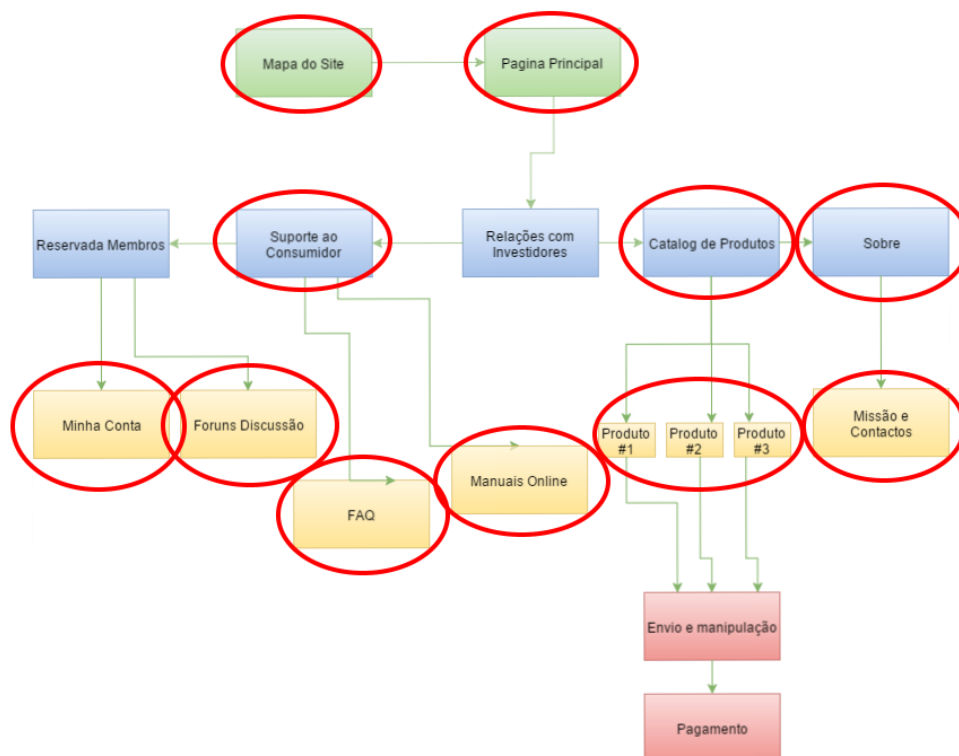 Mapa do Site
Pagina Principal
Reservada Membros
Suporte ao
Consumidor
Relações com
Investidores
Catalog de Produtos
Sobre
Minha Conta
Foruns Discussão
FAQ
Manuais Online
Produto
#1
Produto
#2
Produto
#3
Missão e
Contactos
Envio e manipulação
Pagamento